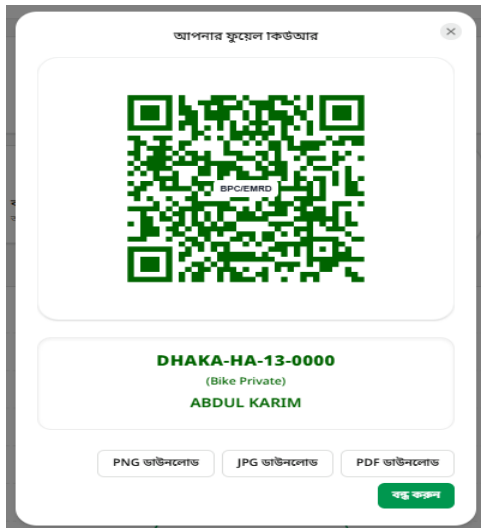 আপনার ফুয়েল কিউআর
BPC/EMRD
DHAKA-HA-13-0000
(Bike Private)
ABDUL KARIM
PNG ডাউনলোড
JPG ডাউনলোড
PDF ডাউনলোড
বন্ধ করুন